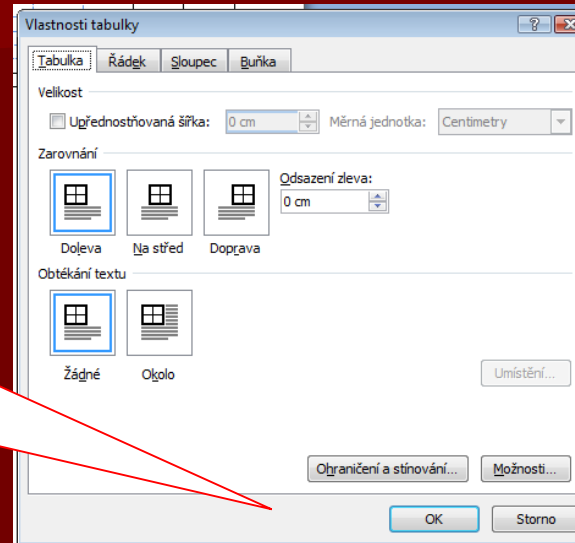 Vlastnosti tabulky
Tabulka Řádek Sloupec Buňka
Velikost
Upřednostňovaná šířka: 0 cm Měrná jednotka: Centimetry
Zarovnání
Odsazení zleva:
0 cm
Doleva Na střed Doprava
Obtékání textu
Žádné Okolo
Umístění...
Ohraničení a stínování... Možnosti...
OK Storno